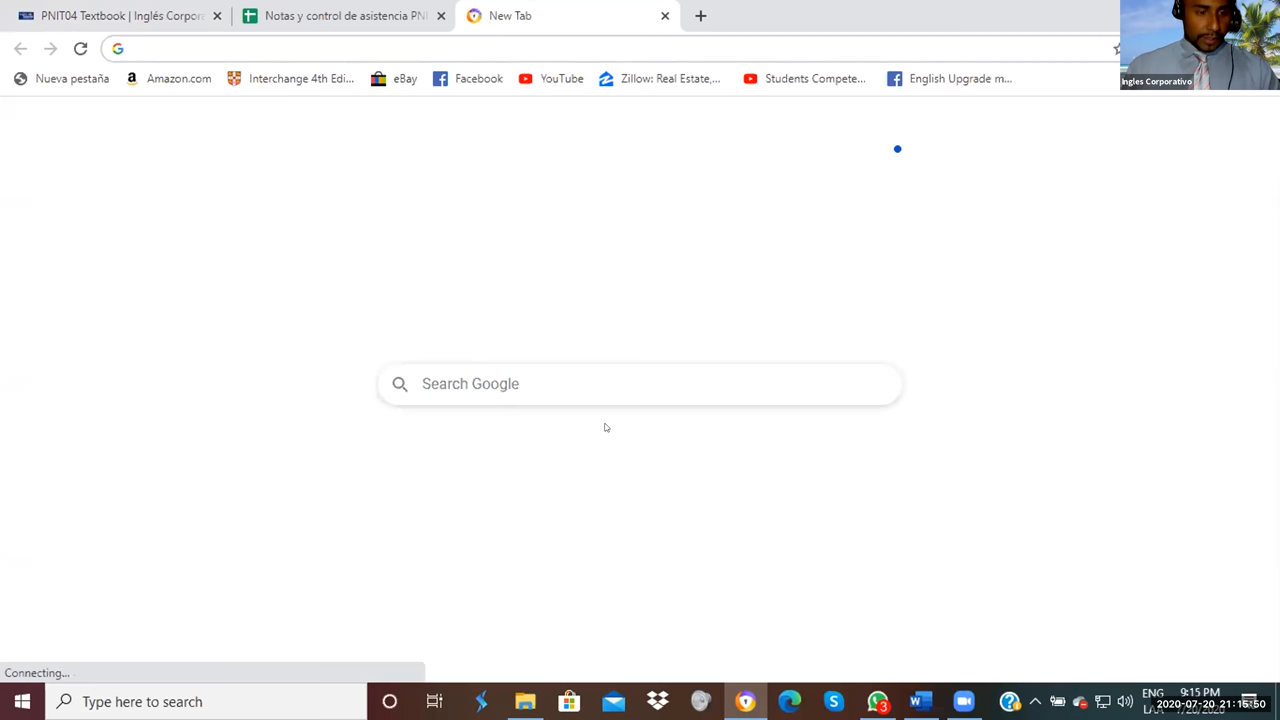 PNIT04 Textbook | Inglés Corpor
Notas y control de asistencia PNI
New Tab
Nueva pestaña
Amazon.com
Interchange 4th Edi...
eBay
Facebook
YouTube
Zillow: Real Estate,...
Students Compete...
English Upgrade m...
Ingles Corporativo
Search Google
Connecting...
Type here to search
3
ENG
9:15 PM
2020-07-20 21:15:50